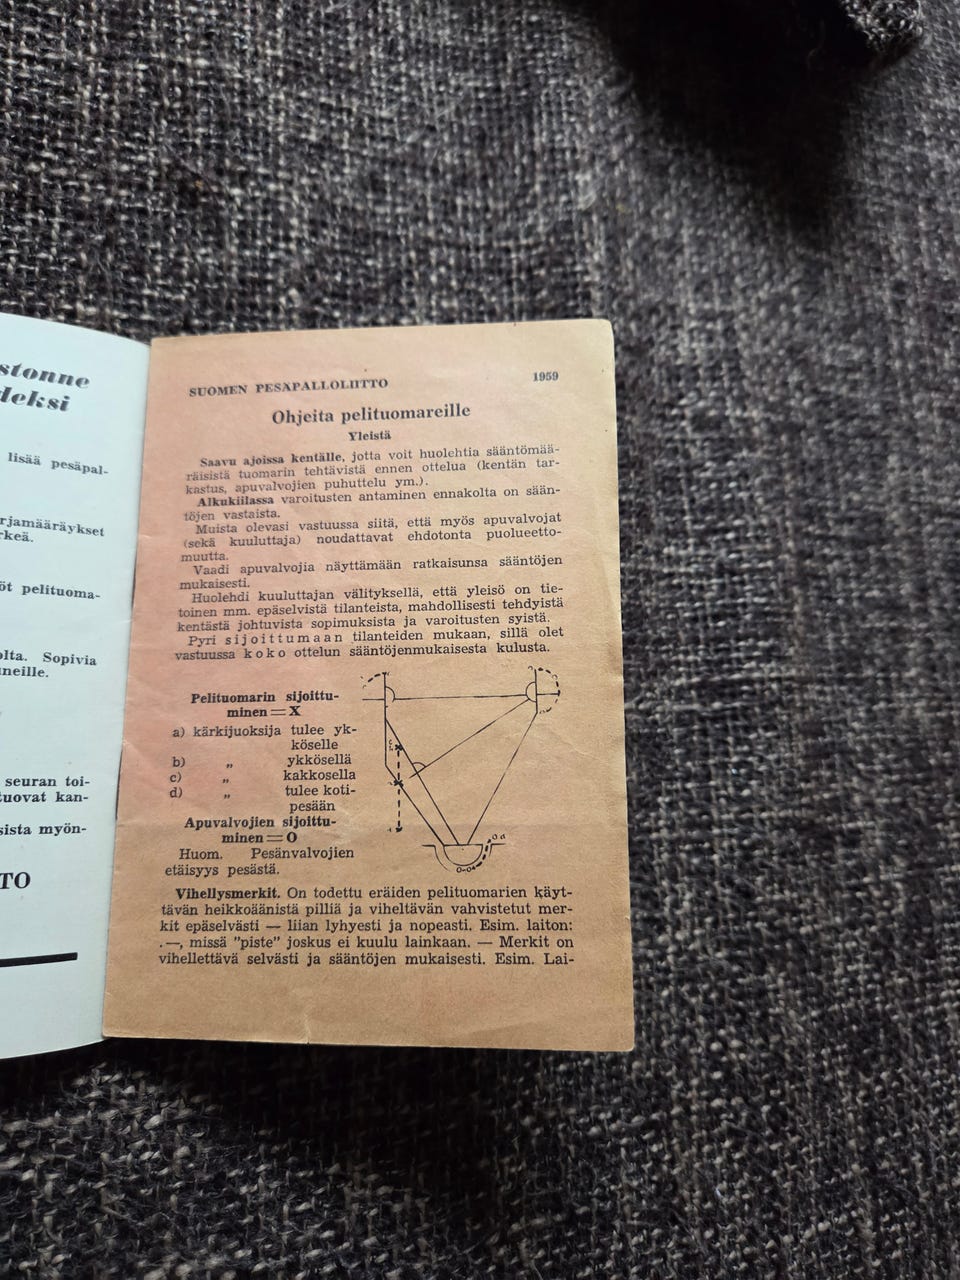 stonne
deksi
lisää pesäpal-
rjamääräykset
rkeä.
öt pelituoma-
olta. Sopivia
uneille.
seuran toi-
tuovat kan-
sista myön-
TO
SUOMEN PESÄPALLOLIITTO 1959
Ohjeita pelituomareille
Yleistä
Saavu ajoissa kentälle, jotta voit huolehtia sääntömää-
räisistä tuomarin tehtävistä ennen ottelua (kentän tar-
kastus, apuvalvojien puhuttelu ym.).
Alkukiilassa varoitusten antaminen ennakolta on sään-
töjen vastaista.
Muista olevasi vastuussa siitä, että myös apuvalvojat
(sekä kuuluttaja) noudattavat ehdotonta puolueetto-
muutta.
Vaadi apuvalvojia näyttämään ratkaisunsa sääntöjen
mukaisesti.
Huolehdi kuuluttajan välityksellä, että yleisö on tie-
toinen mm. epäselvistä tilanteista, mahdollisesti tehdyistä
kentästä johtuvista sopimuksista ja varoitusten syistä.
Pyri sijoittumaan tilanteiden mukaan, sillä olet
vastuussa koko ottelun sääntöjenmukaisesta kulusta.
Pelituomarin sijoittu-
minen = X
a) kärkijuoksija tulee yk-
köselle
b) „ ykkösellä
c) „ kakkosella
d) „ tulee koti-
pesään
Apuvalvojien sijoittu-
minen = O
Huom. Pesänvalvojien
etäisyys pesästä.
Vihellysmerkit. On todettu eräiden pelituomarien käyt-
tävän heikkoäänistä pilliä ja viheltävän vahvistetut mer-
kit epäselvästi — liian lyhyesti ja nopeasti. Esim. laiton:
. —, missä "piste" joskus ei kuulu lainkaan. — Merkit on
vihellettävä selvästi ja sääntöjen mukaisesti. Esim. Lai-